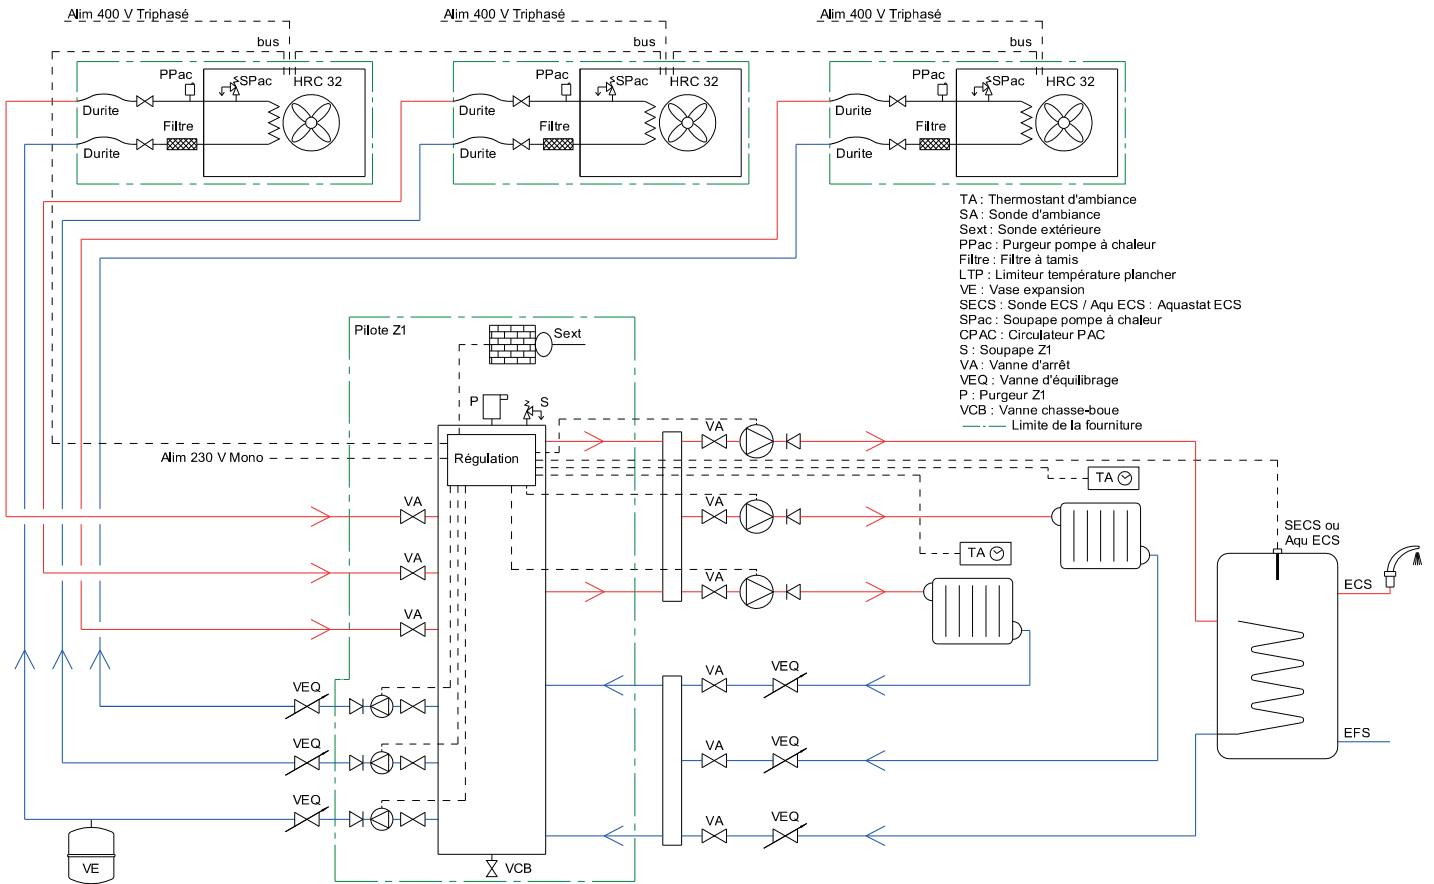 Alim 400 V Triphasé
Alim 400 V Triphasé
Alim 400 V Triphasé
bus
bus
bus
PPac
SPac
HRC 32
Durite
Filtre
Durite
PPac
SPac
HRC 32
Durite
Filtre
Durite
PPac
SPac
HRC 32
Durite
Filtre
Durite
TA : Thermostant d'ambiance
SA : Sonde d'ambiance
Sext : Sonde extérieure
PPac : Purgeur pompe à chaleur
Filtre : Filtre à tamis
LTP : Limiteur température plancher
VE : Vase expansion
SECS : Sonde ECS / Aqu ECS : Aquastat ECS
SPac : Soupape pompe à chaleur
CPAC : Circulateur PAC
S : Soupape Z1
VA : Vanne d'arrêt
VEQ : Vanne d'équilibrage
P : Purgeur Z1
VCB : Vanne chasse-boue
Limite de la fourniture
Pilote Z1
Sext
P
S
Alim 230 V Mono
Régulation
VA
VA
VA
VA
VA
VA
TA
TA
SECS ou
Aqu ECS
ECS
EFS
VEQ
VEQ
VEQ
VA
VEQ
VA
VEQ
VA
VEQ
VE
VCB